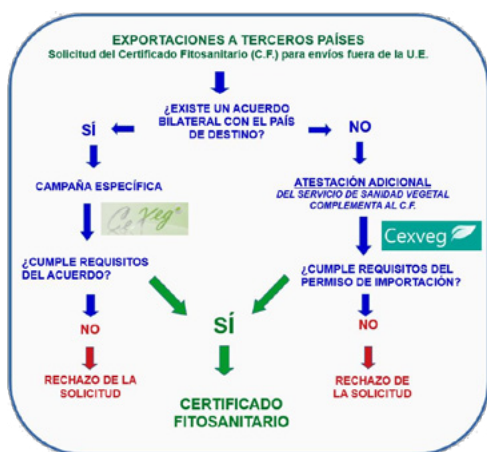 EXPORTACIONES A TERCEROS PAÍSES
Solicitud del Certificado Fitosanitario (C.F.) para envíos fuera de la U.E.
¿EXISTE UN ACUERDO
BILATERAL CON EL PAÍS
DE DESTINO?
SÍ
NO
CAMPAÑA ESPECÍFICA
ATESTACIÓN ADICIONAL
DEL SERVICIO DE SANIDAD VEGETAL
COMPLEMENTA AL C.F.
CexVeg
Cexveg
¿CUMPLE REQUISITOS
DEL ACUERDO?
¿CUMPLE REQUISITOS DEL
PERMISO DE IMPORTACIÓN?
SÍ
NO
NO
RECHAZO DE LA
SOLICITUD
RECHAZO DE
LA SOLICITUD
CERTIFICADO
FITOSANITARIO